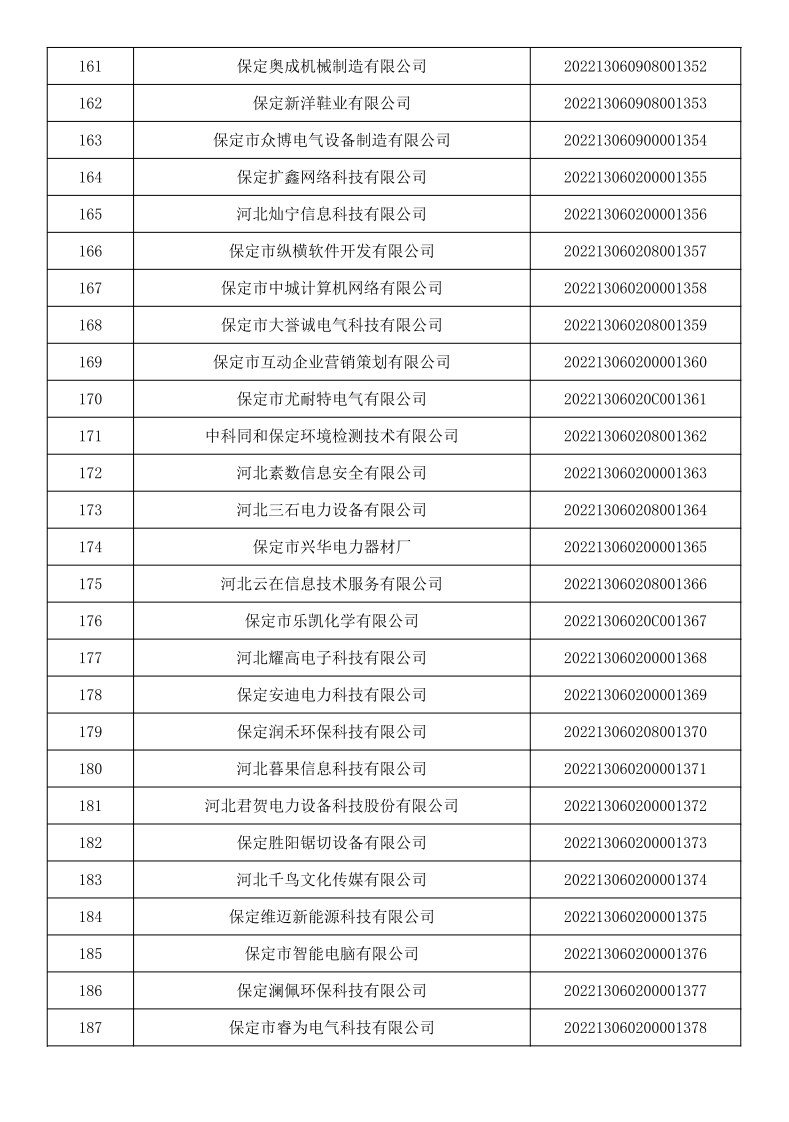 161 保定奥成机械制造有限公司 202213060908001352
162 保定新洋鞋业有限公司 202213060908001353
163 保定市众博电气设备制造有限公司 202213060900001354
164 保定扩鑫网络科技有限公司 202213060200001355
165 河北灿宁信息科技有限公司 202213060200001356
166 保定市纵横软件开发有限公司 202213060208001357
167 保定市中城计算机网络有限公司 202213060200001358
168 保定市大誉诚电气科技有限公司 202213060208001359
169 保定市互动企业营销策划有限公司 202213060200001360
170 保定市尤耐特电气有限公司 20221306020C001361
171 中科同和保定环境检测技术有限公司 202213060208001362
172 河北素数信息安全有限公司 202213060200001363
173 河北三石电力设备有限公司 202213060208001364
174 保定市兴华电力器材厂 202213060200001365
175 河北云在信息技术服务有限公司 202213060208001366
176 保定市乐凯化学有限公司 20221306020C001367
177 河北耀高电子科技有限公司 202213060200001368
178 保定安迪电力科技有限公司 202213060200001369
179 保定润禾环保科技有限公司 202213060208001370
180 河北暮果信息科技有限公司 202213060200001371
181 河北君贺电力设备科技股份有限公司 202213060200001372
182 保定胜阳锯切设备有限公司 202213060200001373
183 河北千鸟文化传媒有限公司 202213060200001374
184 保定维迈新能源科技有限公司 202213060200001375
185 保定市智能电脑有限公司 202213060200001376
186 保定澜佩环保科技有限公司 202213060200001377
187 保定市睿为电气科技有限公司 202213060200001378